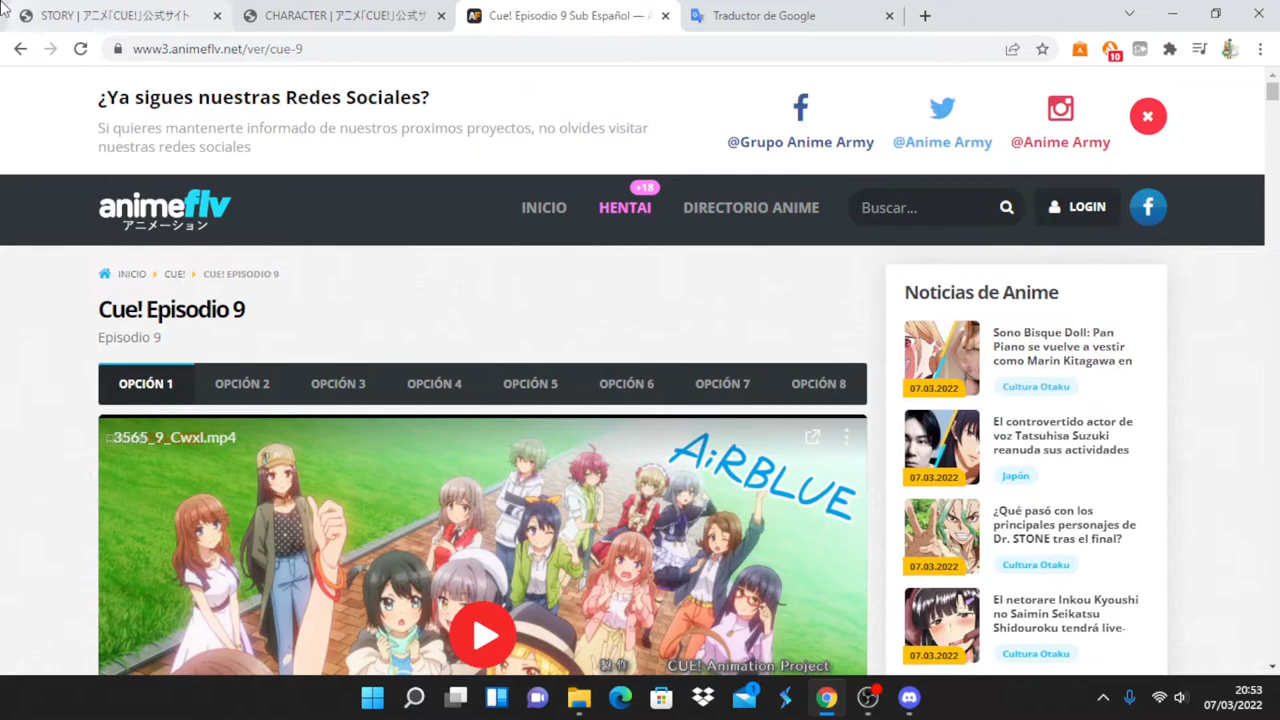 STORY | アニメ「CUE!」公式サイト
CHARACTER | アニメ「CUE!」公式サ
Cue! Episodio 9 Sub Español — A
Traductor de Google
www3.animeflv.net/ver/cue-9
10
¿Ya sigues nuestras Redes Sociales?
Si quieres mantenerte informado de nuestros proximos proyectos, no olvides visitar
nuestras redes sociales
@Grupo Anime Army
@Anime Army
@Anime Army
animeflv
アニメーション
INICIO
+18
HENTAI
DIRECTORIO ANIME
Buscar...
LOGIN
INICIO
CUE!
CUE! EPISODIO 9
Cue! Episodio 9
Episodio 9
OPCIÓN 1
OPCIÓN 2
OPCIÓN 3
OPCIÓN 4
OPCIÓN 5
OPCIÓN 6
OPCIÓN 7
OPCIÓN 8
3565_9_Cwxl.mp4
AiRBLUE
製作
CUE! Animation Project
Noticias de Anime
Sono Bisque Doll: Pan
Piano se vuelve a vestir
como Marin Kitagawa en
07.03.2022
Cultura Otaku
El controvertido actor de
voz Tatsuhisa Suzuki
reanuda sus actividades
07.03.2022
Japón
¿Qué pasó con los
principales personajes de
Dr. STONE tras el final?
07.03.2022
Cultura Otaku
El netorare Inkou Kyoushi
no Saimin Seikatsu
Shidouroku tendrá live-
07.03.2022
Cultura Otaku
1
20:53
07/03/2022